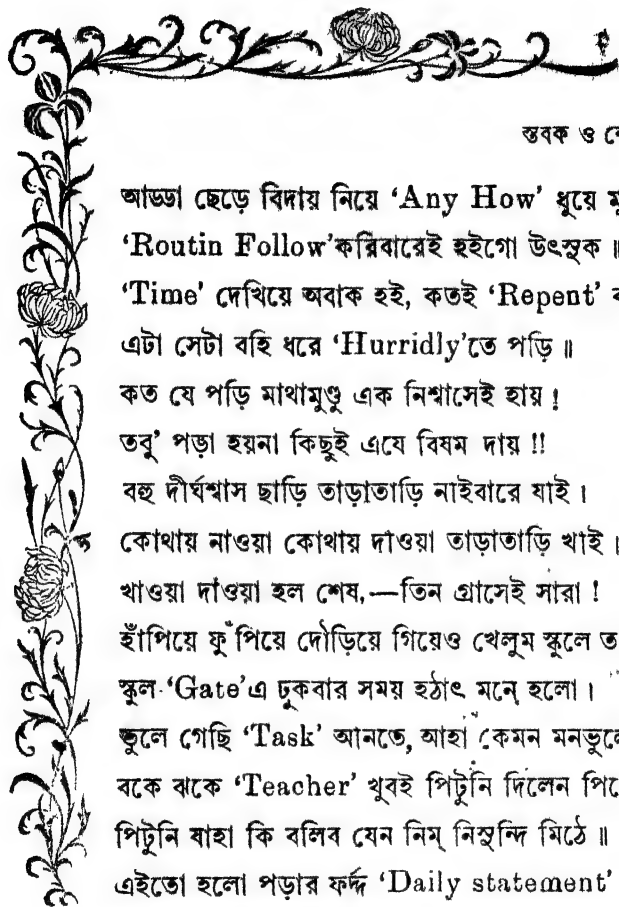 স্তবক ও
আড্ডা ছেড়ে বিদায় নিয়ে ‘Any How’ ধুয়ে
‘Routin Follow’করিবারেই হইগো উৎসুক ॥
‘Time’ দেখিয়ে অবাক হই, কতই ‘Repent’
এটা সেটা বহি ধরে ‘Hurridly’তে পড়ি ॥
কত যে পড়ি মাথামুণ্ডু এক নিশ্বাসেই হায় !
তবু’ পড়া হয়না কিছুই এযে বিষম দায় !!
বহু দীর্ঘশ্বাস ছাড়ি তাড়াতাড়ি নাইবারে যাই ।
কোথায় নাওয়া কোথায় দাওয়া তাড়াতাড়ি খাই ॥
খাওয়া দাওয়া হল শেষ,—তিন গ্রাসেই সারা !
হাঁপিয়ে ফুঁপিয়ে দৌড়িয়ে গিয়েও খেলুম স্কুলে ত
স্কুল ‘Gate’এ ঢুকবার সময় হঠাৎ মনে হলো ।
ভুলে গেছি ‘Task’ আনতে, আহা কেমন মনভুলে
বকে ঝকে ‘Teacher’ খুবই পিটুনি দিলেন পি
পিটুনি যাহা কি বলিব যেন নিম্ নিসুন্দি মিঠে ॥
এইতো হলো পড়ার ফর্দ্দ ‘Daily statement’